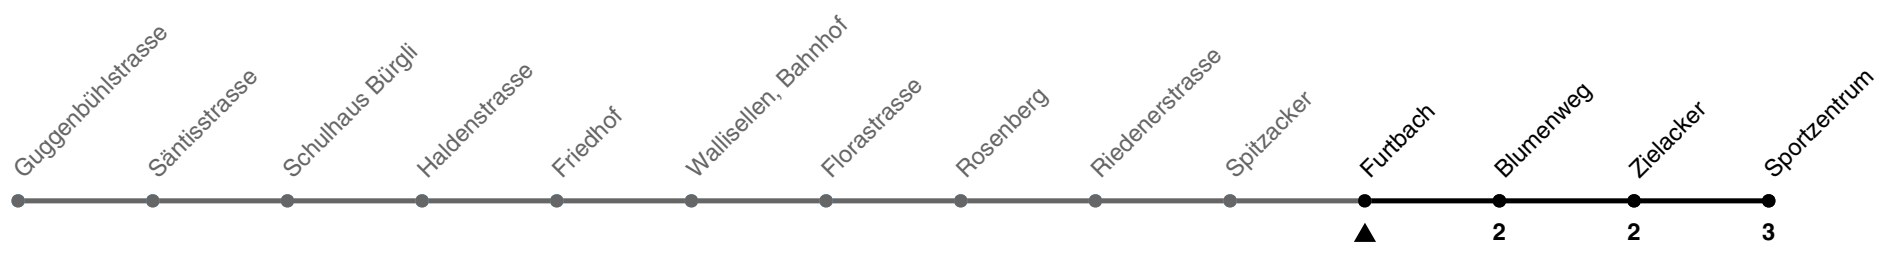 Guggenbühlstrasse
Säntisstrasse
Schulhaus Bürgli
Haldenstrasse
Friedhof
Wallisellen, Bahnhof
Florastrasse
Rosenberg
Riedenerstrasse
Spitzacker
Furtbach
Blumenweg
Zielacker
Sportzentrum
2
2
3